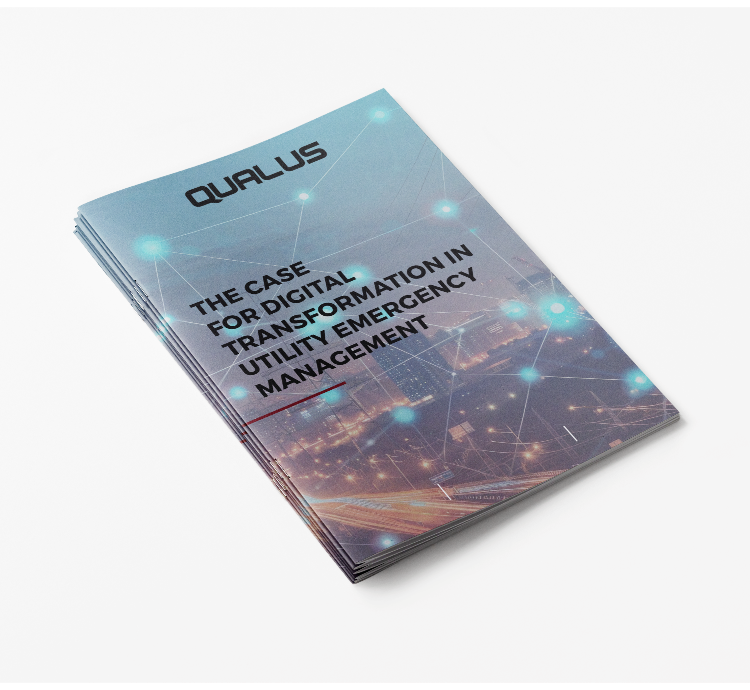 QUALUS
THE CASE
FOR DIGITAL
TRANSFORMATION IN
UTILITY EMERGENCY
MANAGEMENT